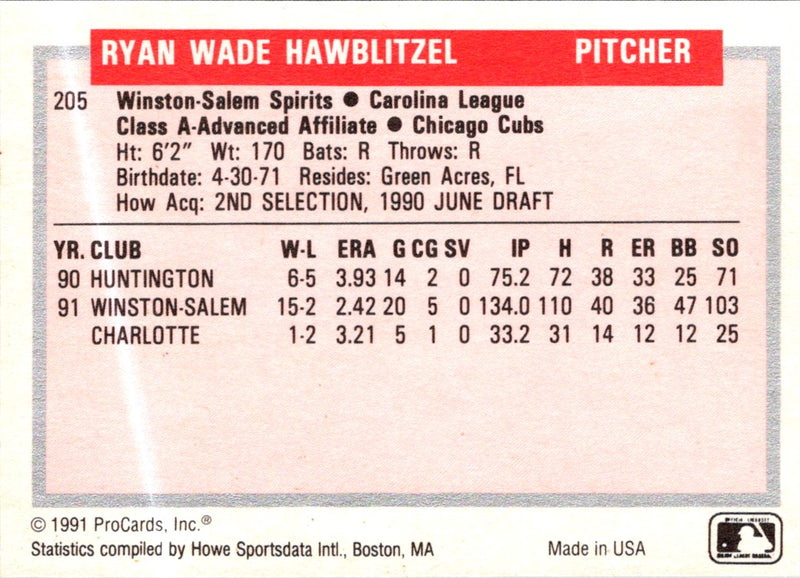 RYAN WADE HAWBLITZEL PITCHER
205 Winston-Salem Spirits ● Carolina League
Class A-Advanced Affiliate ● Chicago Cubs
Ht: 6'2" Wt: 170 Bats: R Throws: R
Birthdate: 4-30-71 Resides: Green Acres, FL
How Acq: 2ND SELECTION, 1990 JUNE DRAFT
YR. CLUB W-L ERA G CG SV IP H R ER BB SO
90 HUNTINGTON 6-5 3.93 14 2 0 75.2 72 38 33 25 71
91 WINSTON-SALEM 15-2 2.42 20 5 0 134.0 110 40 36 47 103
CHARLOTTE 1-2 3.21 5 1 0 33.2 31 14 12 12 25
© 1991 ProCards, Inc.®
Statistics compiled by Howe Sportsdata Intl., Boston, MA Made in USA